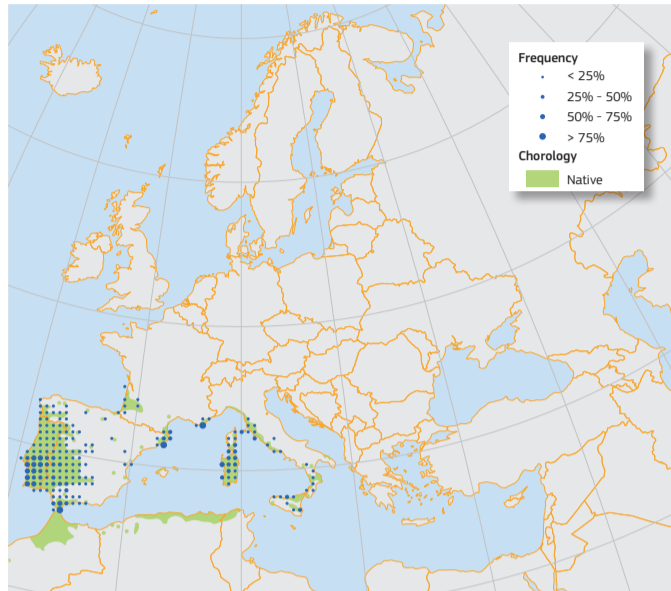 Frequency
< 25%
25% - 50%
50% - 75%
> 75%
Chorology
Native